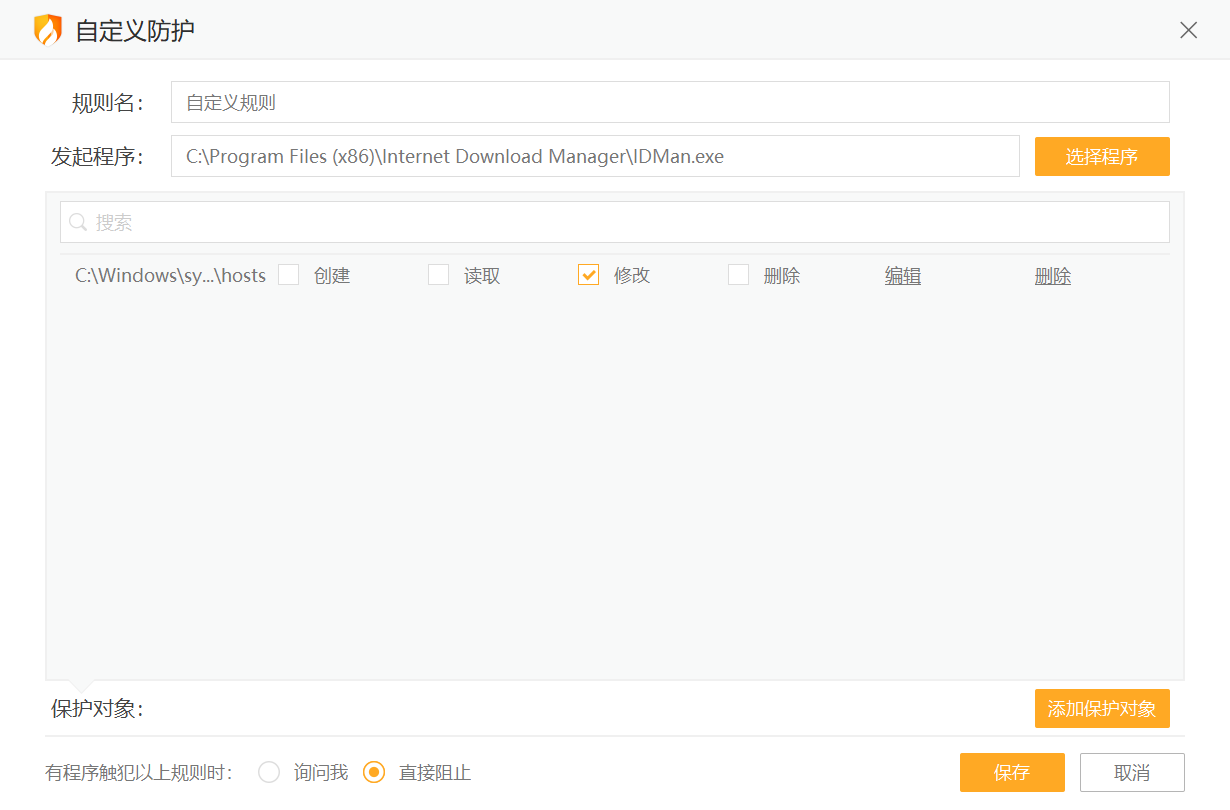 自定义防护
规则名：
自定义规则
发起程序：
C:\Program Files (x86)\Internet Download Manager\IDMan.exe
选择程序
搜索
C:\Windows\sy...\hosts 创建 读取 修改 删除 编辑 删除
保护对象：
添加保护对象
有程序触犯以上规则时： 询问我 直接阻止
保存 取消